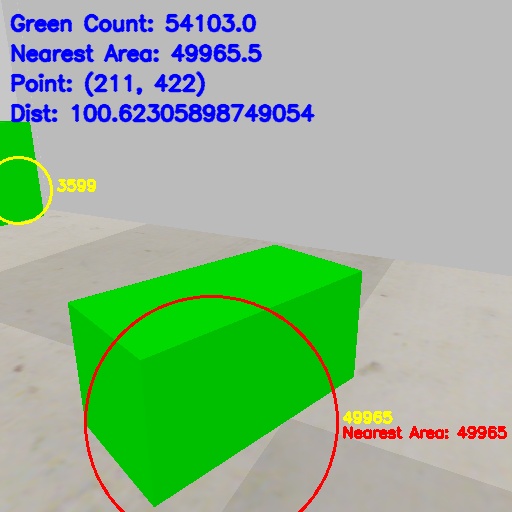 Green Count: 54103.0
Nearest Area: 49965.5
Point: (211, 422)
Dist: 100.62305898749054
3599
49965
Nearest Area: 49965